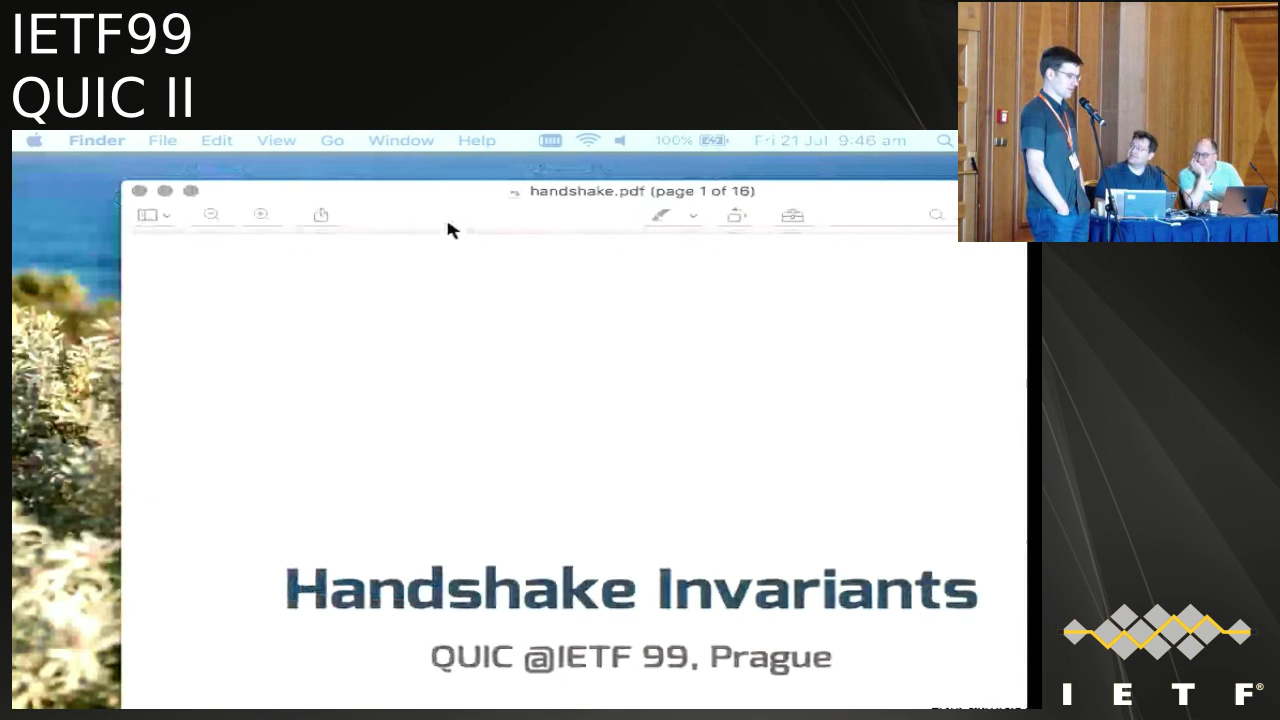 IETF99
QUIC II
Finder File Edit View Go Window Help 100% Fri 21 Jul 9:46 am
handshake.pdf (page 1 of 16)
Handshake Invariants
QUIC @IETF 99, Prague
I E T F®